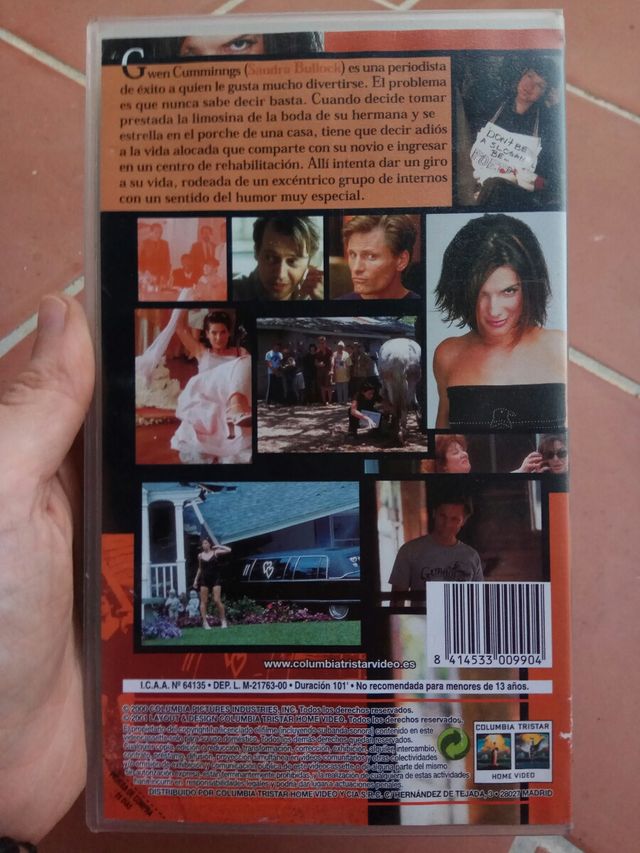 Gwen Cumminngs (Sandra Bullock) es una periodista
de éxito a quien le gusta mucho divertirse. El problema
es que nunca sabe decir basta. Cuando decide tomar
prestada la limosina de la boda de su hermana y se
estrella en el porche de una casa, tiene que decir adiós
a la vida alocada que comparte con su novio e ingresar
en un centro de rehabilitación. Allí intenta dar un giro
a su vida, rodeada de un excéntrico grupo de internos
con un sentido del humor muy especial.
DON'T BE
A SLOGAN
BE
www.columbiatristarvideo.es
8 414533 009904
I.C.A.A. Nº 64135 • DEP. L. M-21763-00 • Duración 101' • No recomendada para menores de 13 años.
© 2000 COLUMBIA PICTURES INDUSTRIES, INC. Todos los derechos reservados.
© 2001 LAYOUT & DESIGN COLUMBIA TRISTAR HOME VIDEO. Todos los derechos reservados.
COLUMBIA TRISTAR
HOME VIDEO
DISTRIBUIDO POR COLUMBIA TRISTAR HOME VIDEO Y CIA S.R.C. C/ HERNÁNDEZ DE TEJADA, 3 • 28027 MADRID